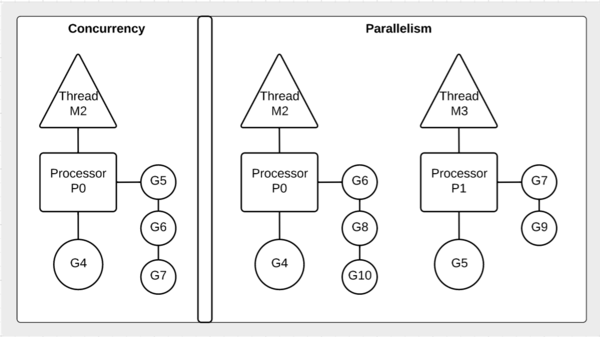 Concurrency
Thread
M2
Processor
P0
G5
G6
G4
G7
Parallelism
Thread
M2
Processor
P0
G6
G8
G4
G10
Thread
M3
Processor
P1
G7
G9
G5